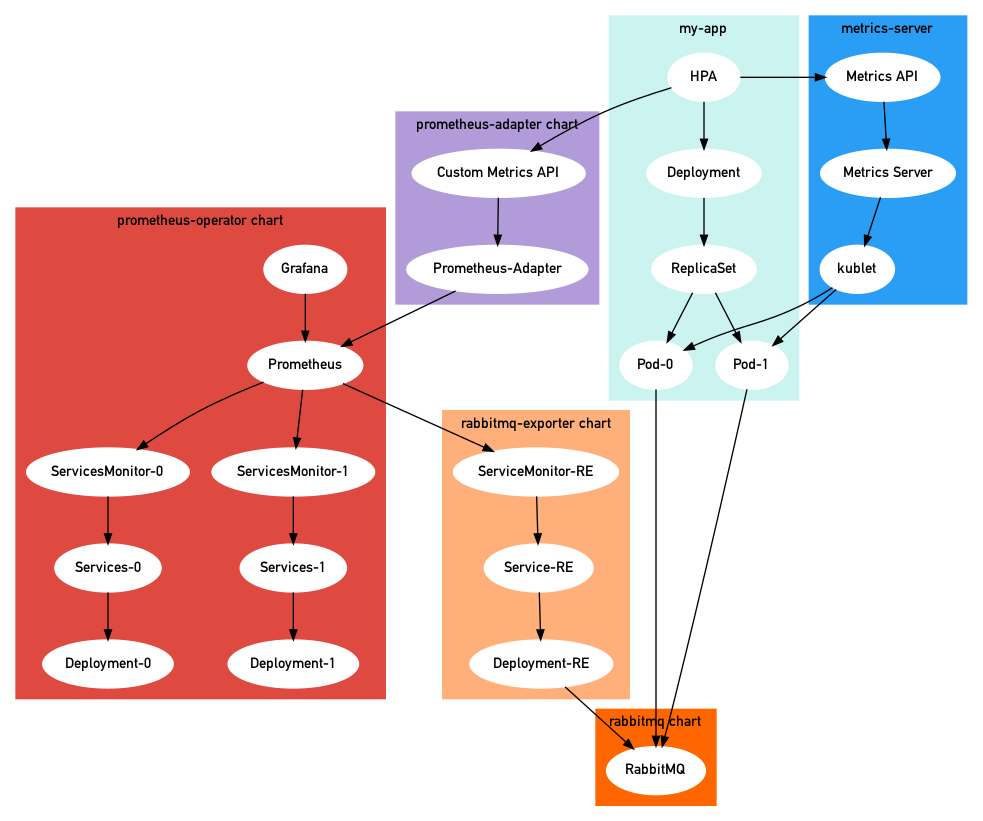 my-app
metrics-server
HPA
Metrics API
prometheus-adapter chart
Custom Metrics API
Deployment
Metrics Server
prometheus-operator chart
Grafana
Prometheus-Adapter
ReplicaSet
kublet
Prometheus
Pod-0
Pod-1
rabbitmq-exporter chart
ServicesMonitor-0
ServicesMonitor-1
ServiceMonitor-RE
Services-0
Services-1
Service-RE
Deployment-0
Deployment-1
Deployment-RE
rabbitmq chart
RabbitMQ